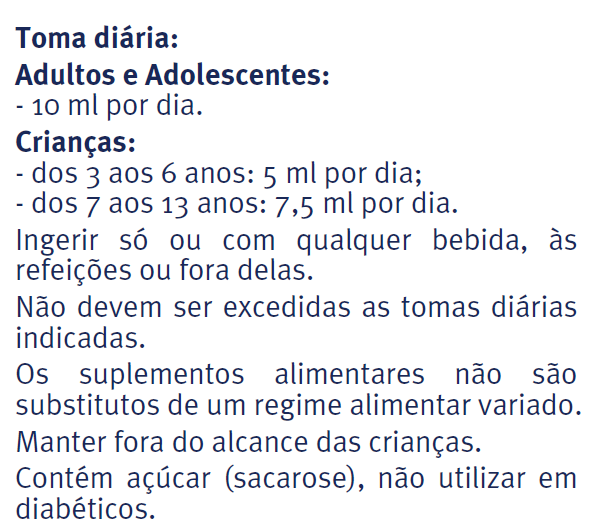 Toma diária:
Adultos e Adolescentes:
- 10 ml por dia.
Crianças:
- dos 3 aos 6 anos: 5 ml por dia;
- dos 7 aos 13 anos: 7,5 ml por dia.
Ingerir só ou com qualquer bebida, às
refeições ou fora delas.
Não devem ser excedidas as tomas diárias
indicadas.
Os suplementos alimentares não são
substitutos de um regime alimentar variado.
Manter fora do alcance das crianças.
Contém açúcar (sacarose), não utilizar em
diabéticos.